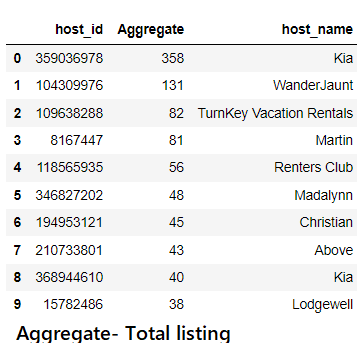 host_id Aggregate host_name
0 359036978 358 Kia
1 104309976 131 WanderJaunt
2 109638288 82 TurnKey Vacation Rentals
3 8167447 81 Martin
4 118565935 56 Renters Club
5 346827202 48 Madalynn
6 194953121 45 Christian
7 210733801 43 Above
8 368944610 40 Kia
9 15782486 38 Lodgewell
Aggregate- Total listing